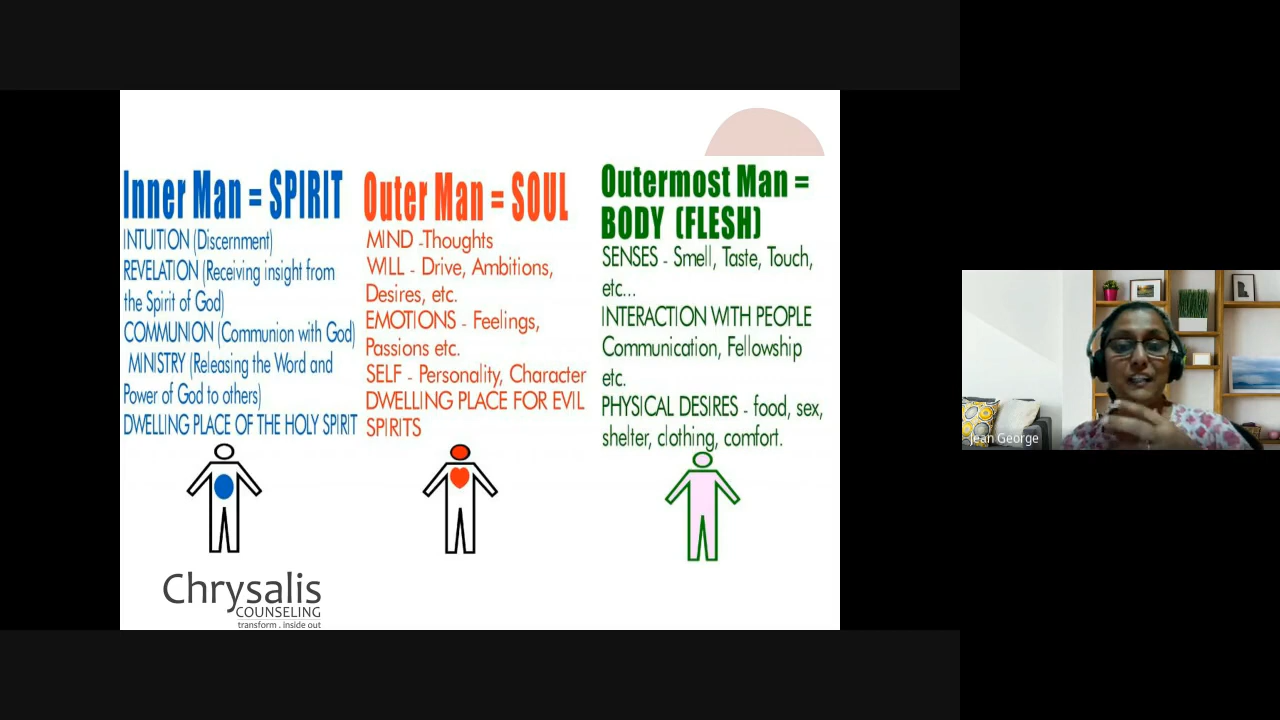 Inner Man = SPIRIT
INTUITION (Discernment)
REVELATION (Receiving insight from
the Spirit of God)
COMMUNION (Communion with God)
MINISTRY (Releasing the Word and
Power of God to others)
DWELLING PLACE OF THE HOLY SPIRIT
Outer Man = SOUL
MIND -Thoughts
WILL - Drive, Ambitions,
Desires, etc.
EMOTIONS - Feelings,
Passions etc.
SELF - Personality, Character
DWELLING PLACE FOR EVIL
SPIRITS
Outermost Man =
BODY (FLESH)
SENSES - Smell, Taste, Touch,
etc...
INTERACTION WITH PEOPLE
Communication, Fellowship
etc.
PHYSICAL DESIRES - food, sex,
shelter, clothing, comfort.
Chrysalis
COUNSELING
transform . inside out
Jean George